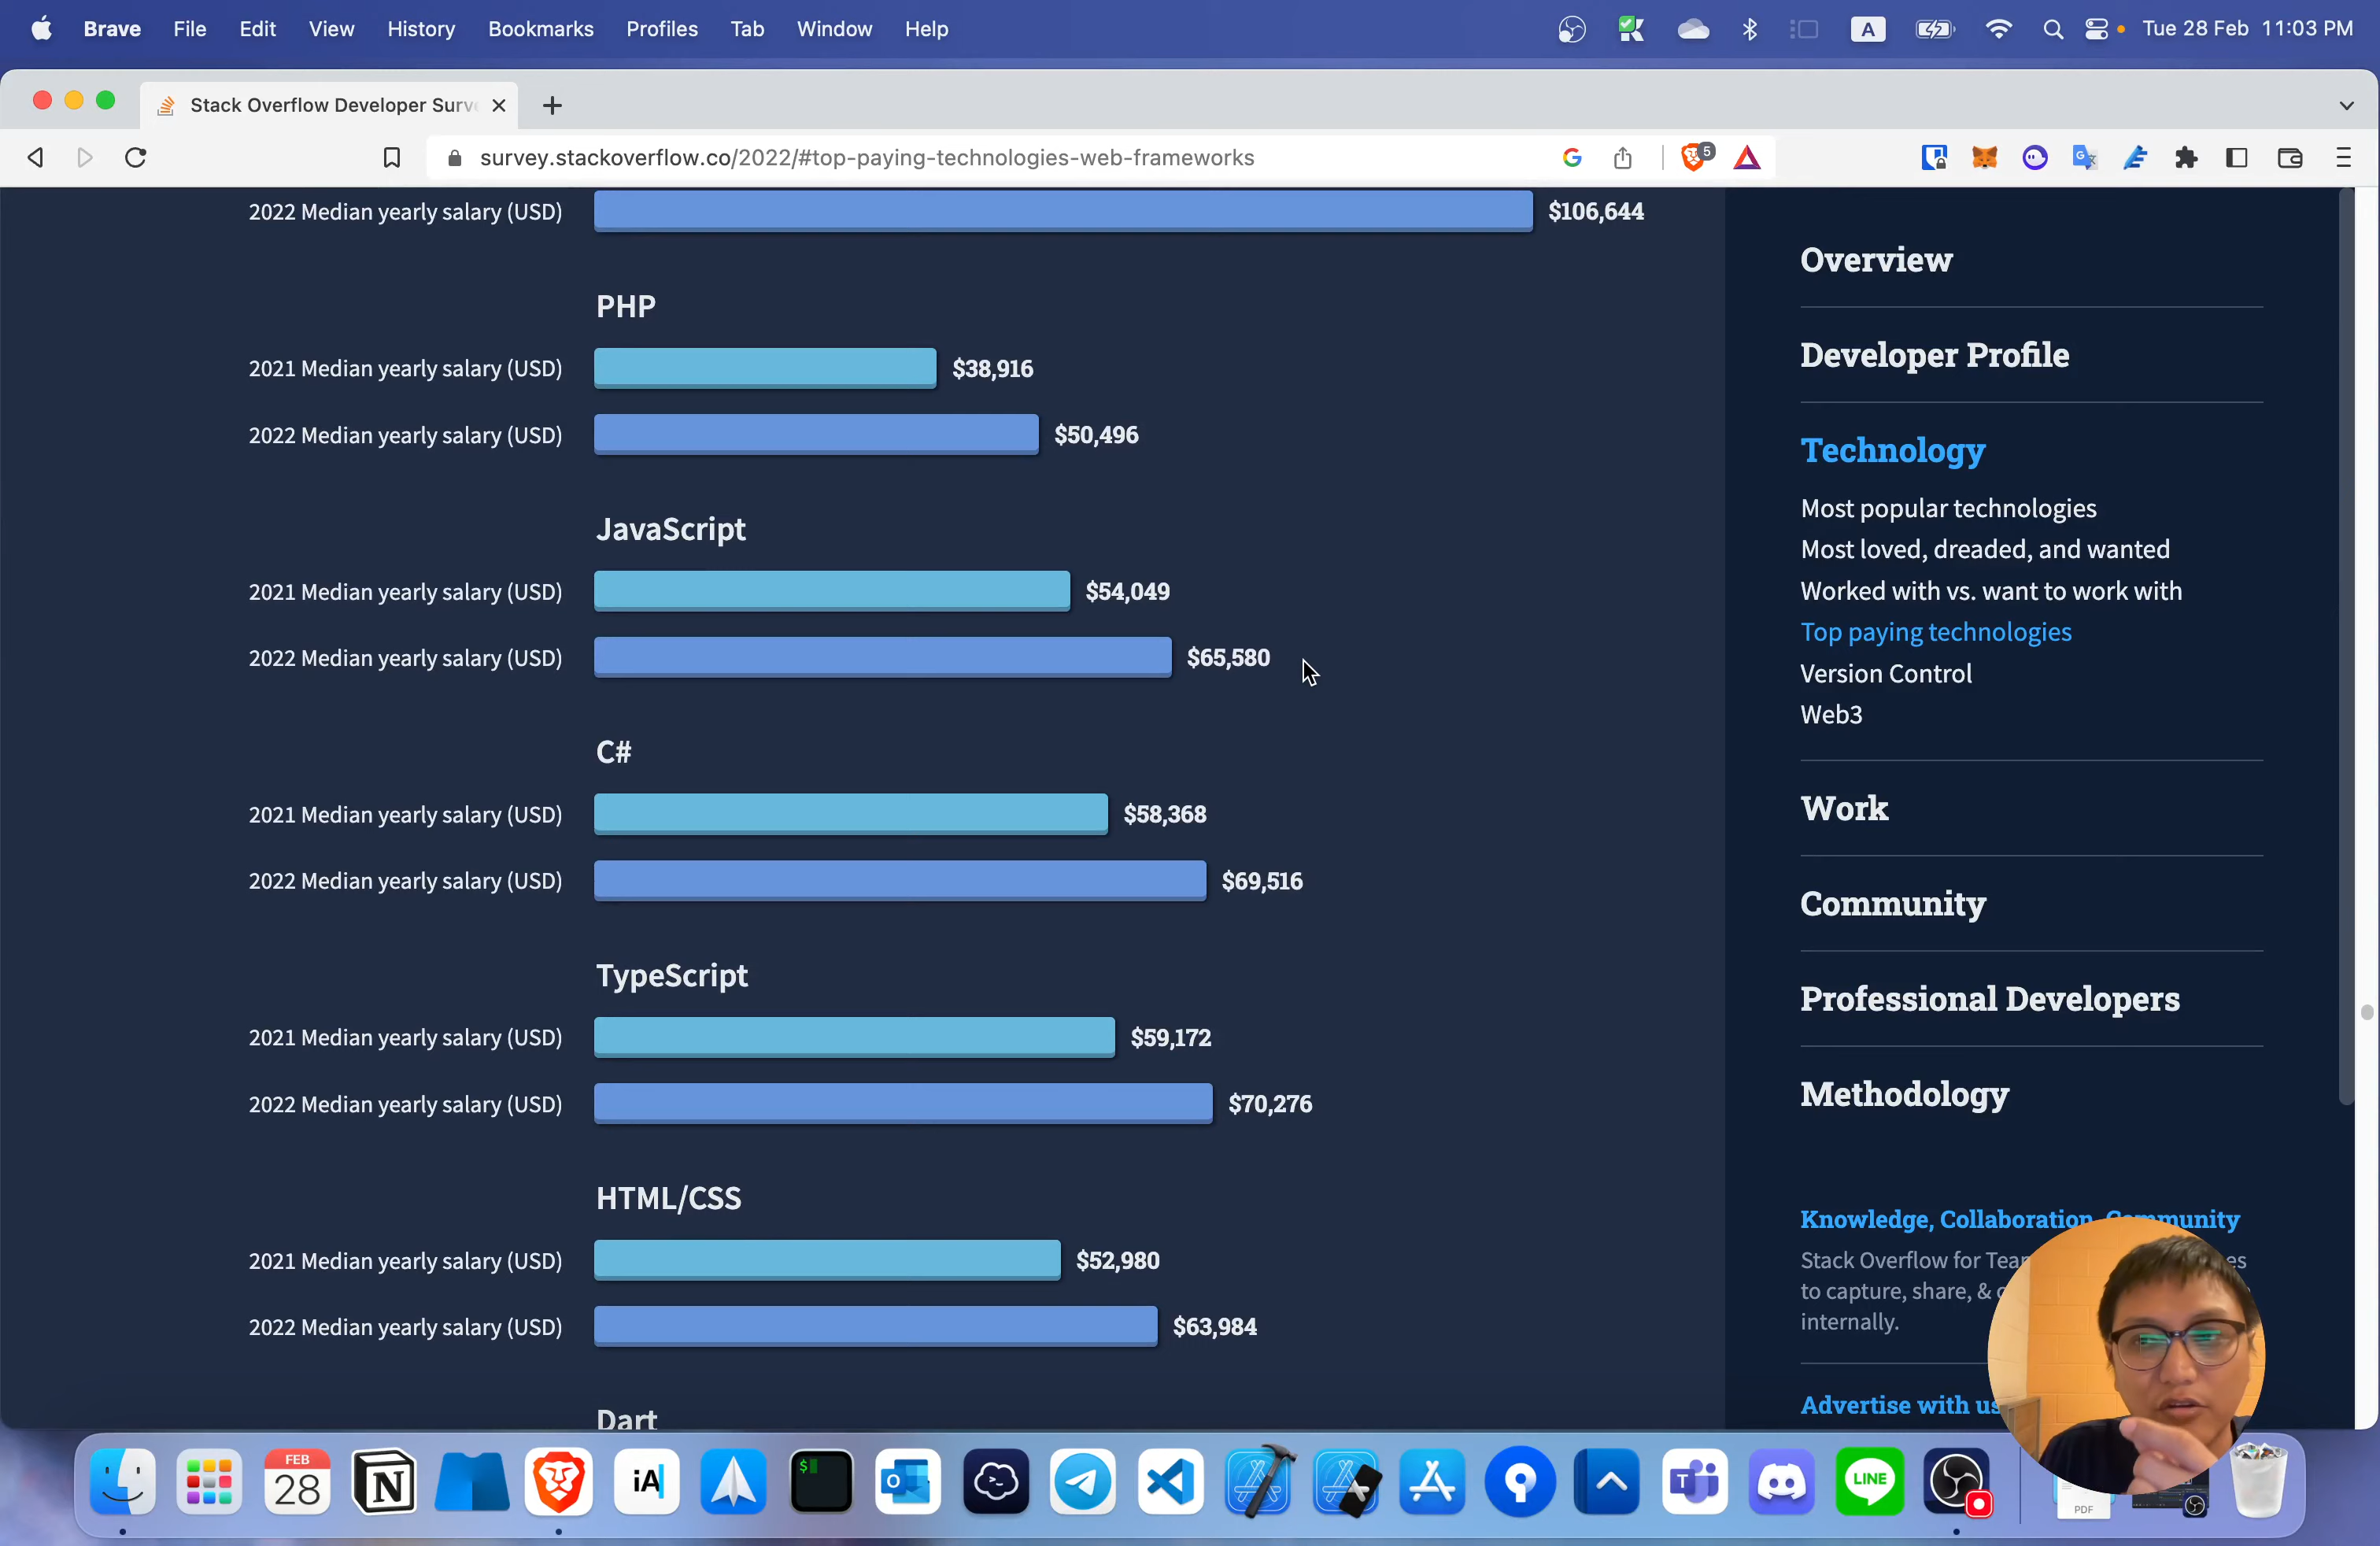 Brave File Edit View History Bookmarks Profiles Tab Window Help A Tue 28 Feb 11:03 PM
Stack Overflow Developer Surve
survey.stackoverflow.co/2022/#top-paying-technologies-web-frameworks 5
2022 Median yearly salary (USD) $106,644
PHP
2021 Median yearly salary (USD) $38,916
2022 Median yearly salary (USD) $50,496
JavaScript
2021 Median yearly salary (USD) $54,049
2022 Median yearly salary (USD) $65,580
C#
2021 Median yearly salary (USD) $58,368
2022 Median yearly salary (USD) $69,516
TypeScript
2021 Median yearly salary (USD) $59,172
2022 Median yearly salary (USD) $70,276
HTML/CSS
2021 Median yearly salary (USD) $52,980
2022 Median yearly salary (USD) $63,984
Dart
Overview
Developer Profile
Technology
Most popular technologies
Most loved, dreaded, and wanted
Worked with vs. want to work with
Top paying technologies
Version Control
Web3
Work
Community
Professional Developers
Methodology
Knowledge, Collaboration, Community
Stack Overflow for
to capture, share, &
internally.
Advertise with us
FEB
28
iA
LINE
PDF